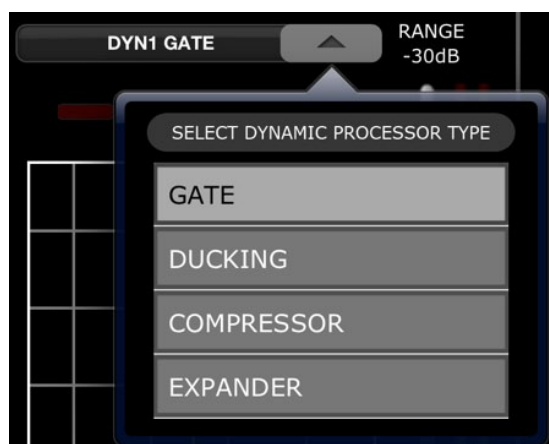 DYN1 GATE
RANGE
-30dB
SELECT DYNAMIC PROCESSOR TYPE
GATE
DUCKING
COMPRESSOR
EXPANDER